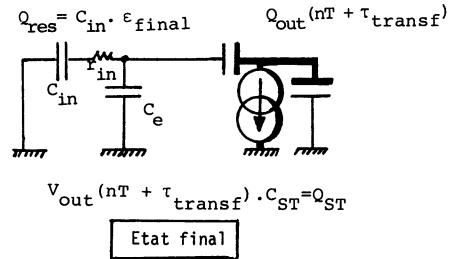 Q_res = C_in . ε_final
Q_out(nT + τ_transf)
r_in
C_in
C_e
V_out(nT + τ_transf).C_ST=Q_ST
Etat final